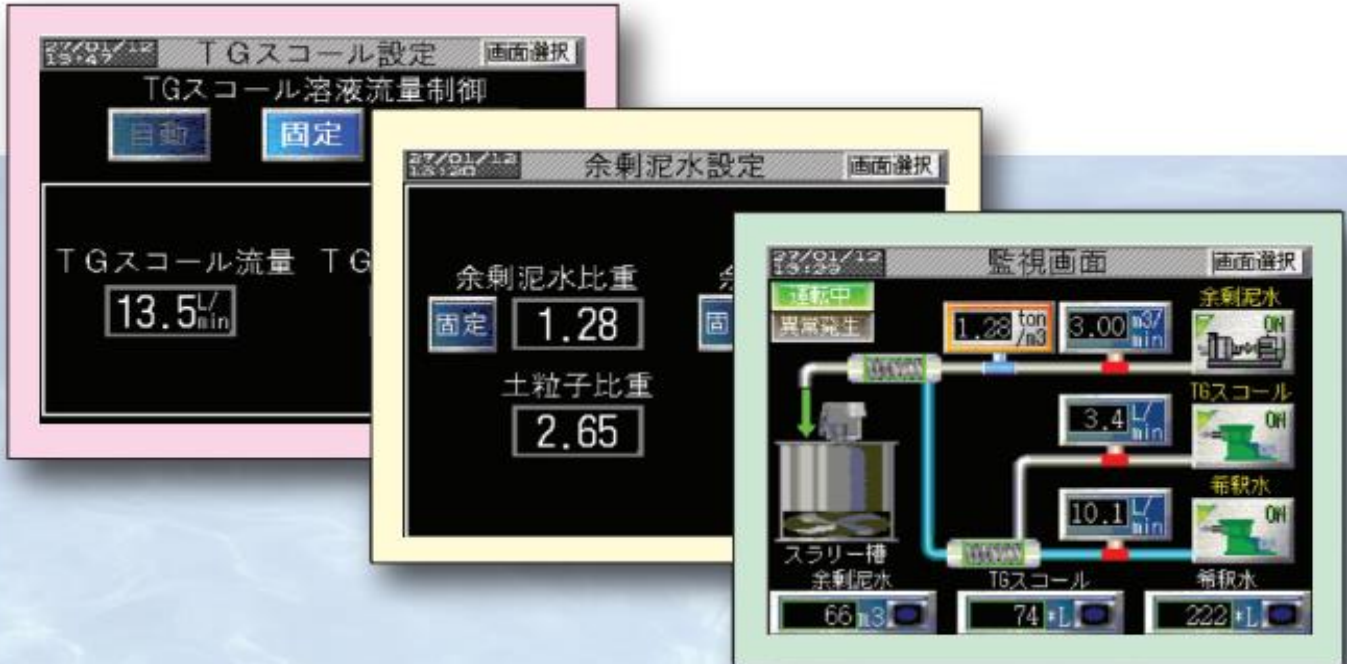 27/01/12
13:47
TGスコール設定
画面選択
TGスコール溶液流量制御
自動
固定
TGスコール流量
TG
13.5 L/min
27/01/12
13:20
余剰泥水設定
画面選択
余剰泥水比重
固定
1.28
固
土粒子比重
2.65
27/01/12
監視画面
画面選択
運転中
異常発生
1.28 ton/m3
3.00 m3/min
余剰泥水
ON
TGスコール
3.4 L/min
ON
希釈水
10.1 L/min
ON
スラリー槽
余剰泥水
TGスコール
希釈水
66 m3
74 *L
222 *L